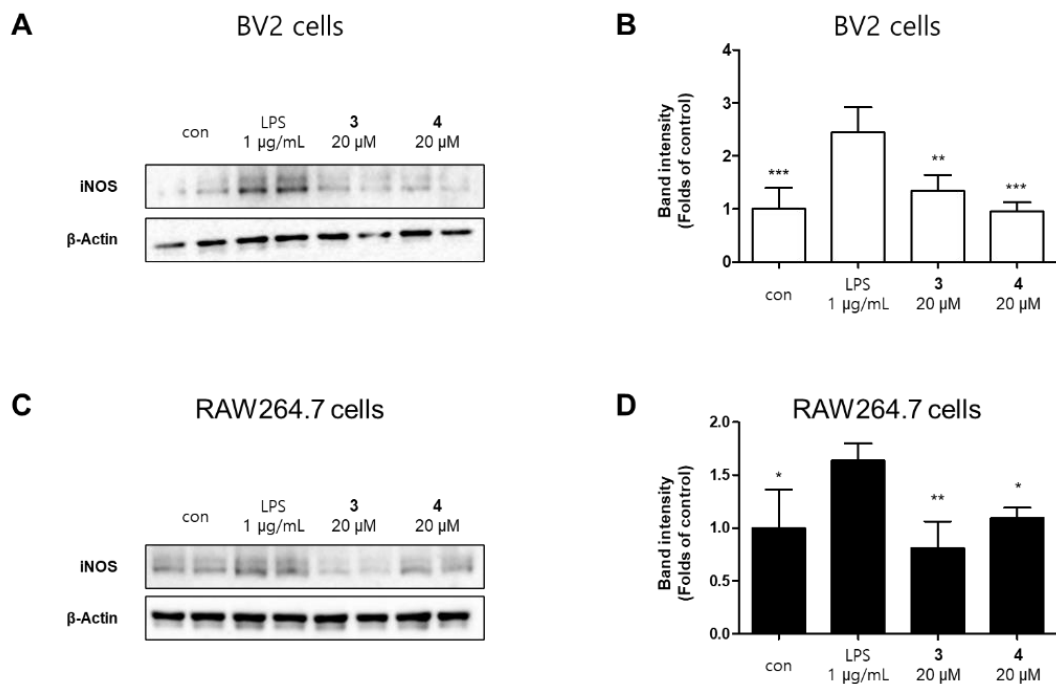 A
BV2 cells
con
LPS
1 µg/mL
3
20 µM
4
20 µM
iNOS
β-Actin
B
BV2 cells
Band intensity
(Folds of control)
4
3
2
1
0
***
**
***
con
LPS
1 µg/mL
3
20 µM
4
20 µM
C
RAW264.7 cells
con
LPS
1 µg/mL
3
20 µM
4
20 µM
iNOS
β-Actin
D
RAW264.7 cells
Band intensity
(Folds of control)
2.0
1.5
1.0
0.5
0.0
*
**
*
con
LPS
1 µg/mL
3
20 µM
4
20 µM